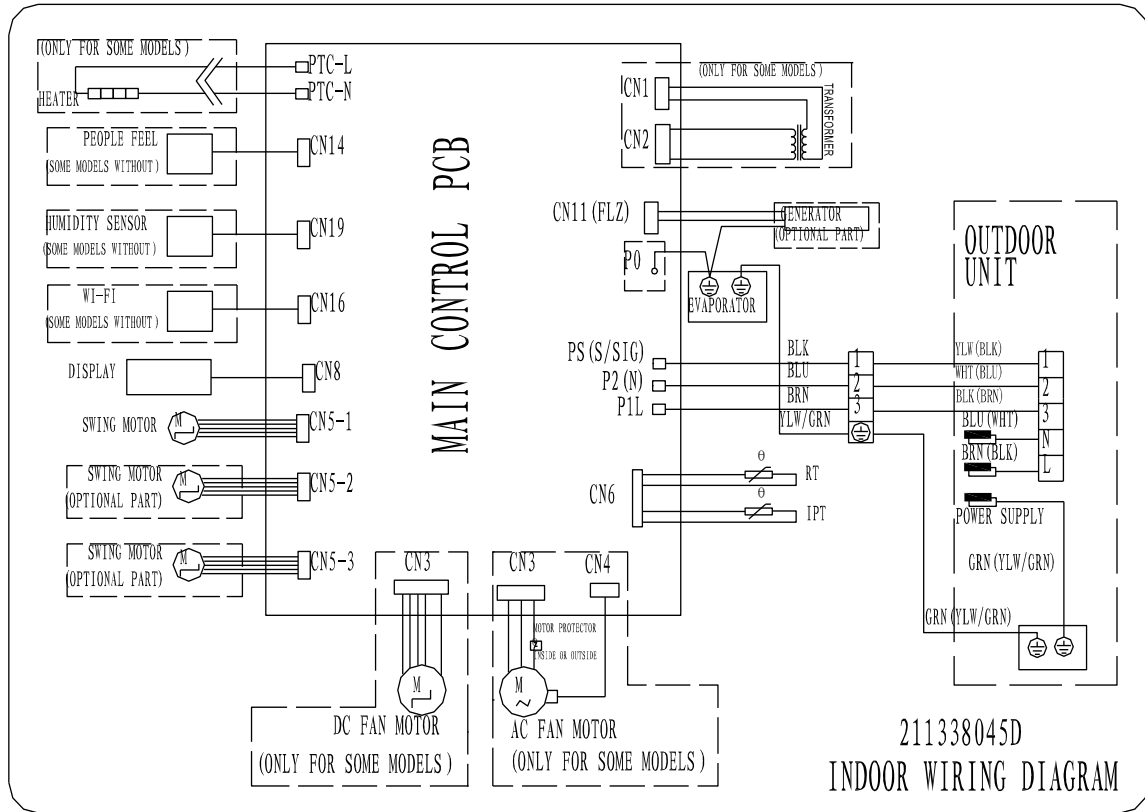 (ONLY FOR SOME MODELS)
HEATER
PTC-L
PTC-N
PEOPLE FEEL
(SOME MODELS WITHOUT)
CN14
HUMIDITY SENSOR
(SOME MODELS WITHOUT)
CN19
WI-FI
(SOME MODELS WITHOUT)
CN16
DISPLAY
CN8
SWING MOTOR
M
CN5-1
SWING MOTOR
(OPTIONAL PART)
M
CN5-2
SWING MOTOR
(OPTIONAL PART)
M
CN5-3
MAIN CONTROL PCB
(ONLY FOR SOME MODELS)
CN1
CN2
TRANSFORMER
CN11(FLZ)
GENERATOR
(OPTIONAL PART)
P0
EVAPORATOR
PS(S/SIG)
BLK
1
YLW(BLK)
1
P2(N)
BLU
2
WHT(BLU)
2
P1L
BRN
3
BLK(BRN)
3
YLW/GRN
BLU(WHT)
N
BRN(BLK)
L
OUTDOOR
UNIT
POWER SUPPLY
GRN(YLW/GRN)
GRN(YLW/GRN)
CN6
θ
RT
θ
IPT
CN3
M
DC FAN MOTOR
(ONLY FOR SOME MODELS)
CN3
CN4
MOTOR PROTECTOR
INSIDE OR OUTSIDE
M
AC FAN MOTOR
(ONLY FOR SOME MODELS)
211338045D
INDOOR WIRING DIAGRAM